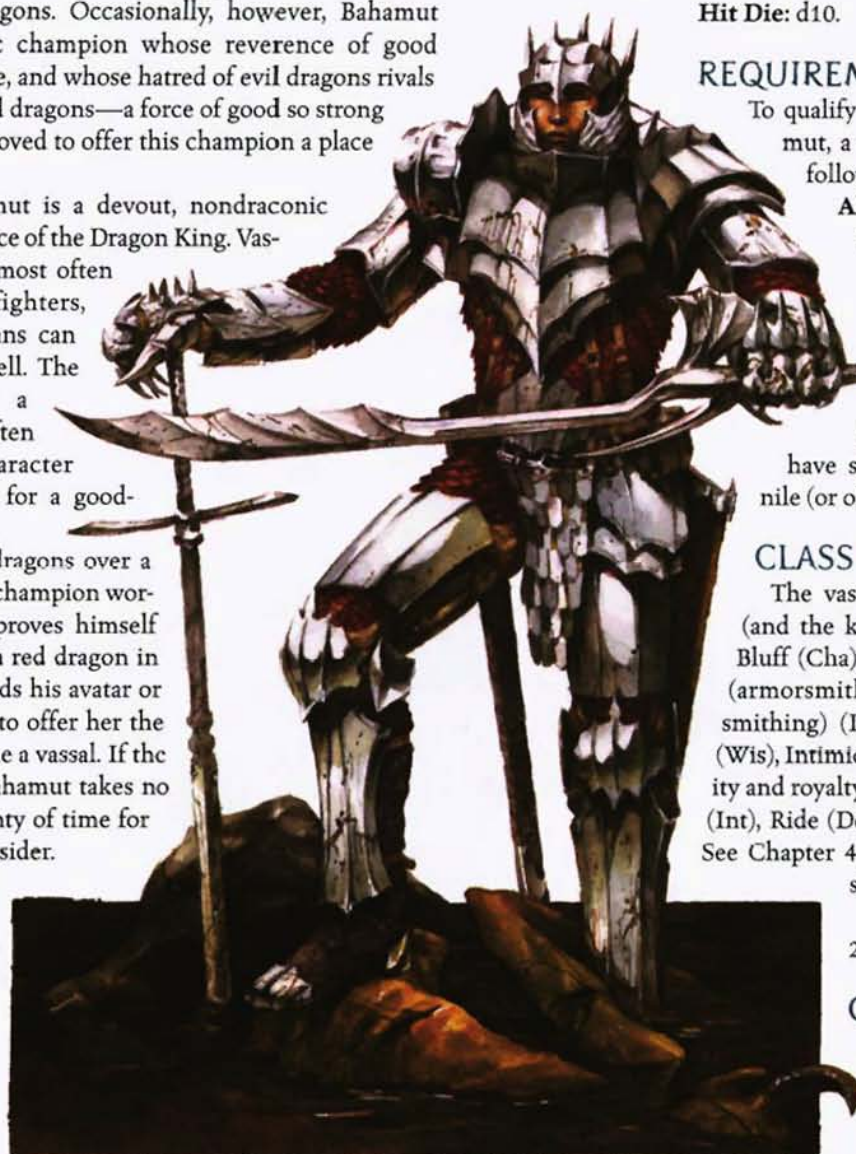 gons. Occasionally, however, Bahamut
champion whose reverence of good
e, and whose hatred of evil dragons rivals
l dragons—a force of good so strong
oved to offer this champion a place
nut is a devout, nondraconic
ce of the Dragon King. Vas-
most often
fighters,
ans can
ell. The
a
ten
aracter
for a good-
dragons over a
champion wor-
proves himself
red dragon in
ds his avatar or
to offer her the
e a vassal. If the
ahamut takes no
nty of time for
sider.
Hit Die: d10.
REQUIREM
To qualify
mut, a
follo
A
have s
nile (or o
CLASS
The vas
(and the k
Bluff (Cha)
(armorsmith
smithing) (I
(Wis), Intimid
ity and royalty
(Int), Ride (De
See Chapter 4
s
2